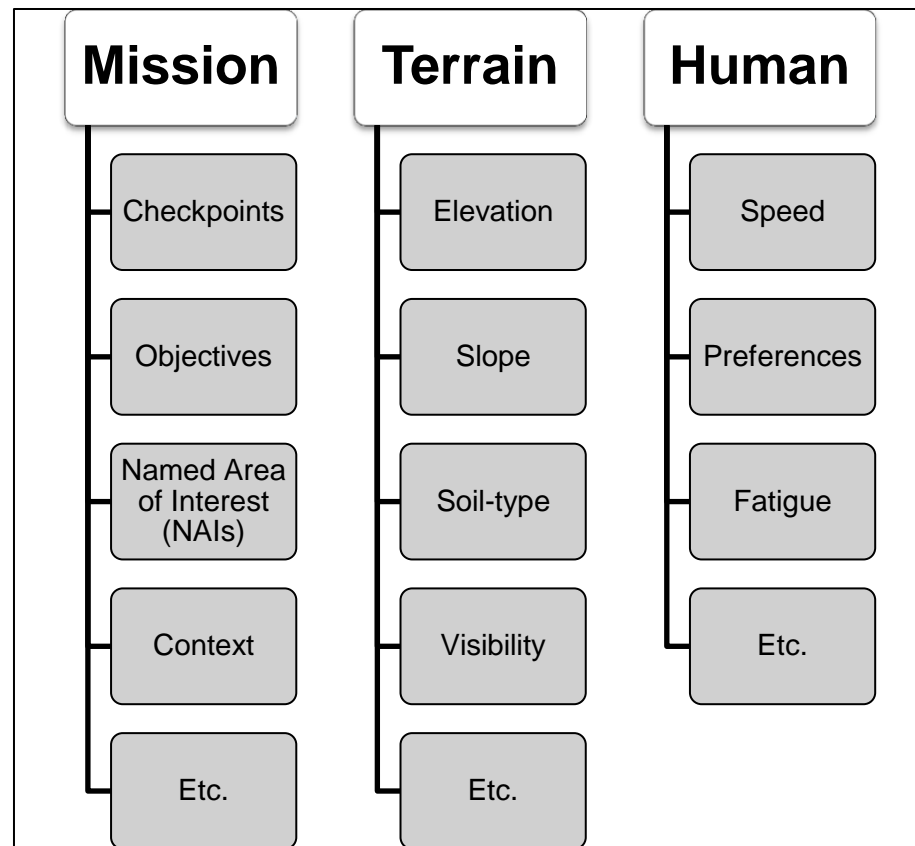 Mission
Checkpoints
Objectives
Named Area
of Interest
(NAIs)
Context
Etc.
Terrain
Elevation
Slope
Soil-type
Visibility
Etc.
Human
Speed
Preferences
Fatigue
Etc.